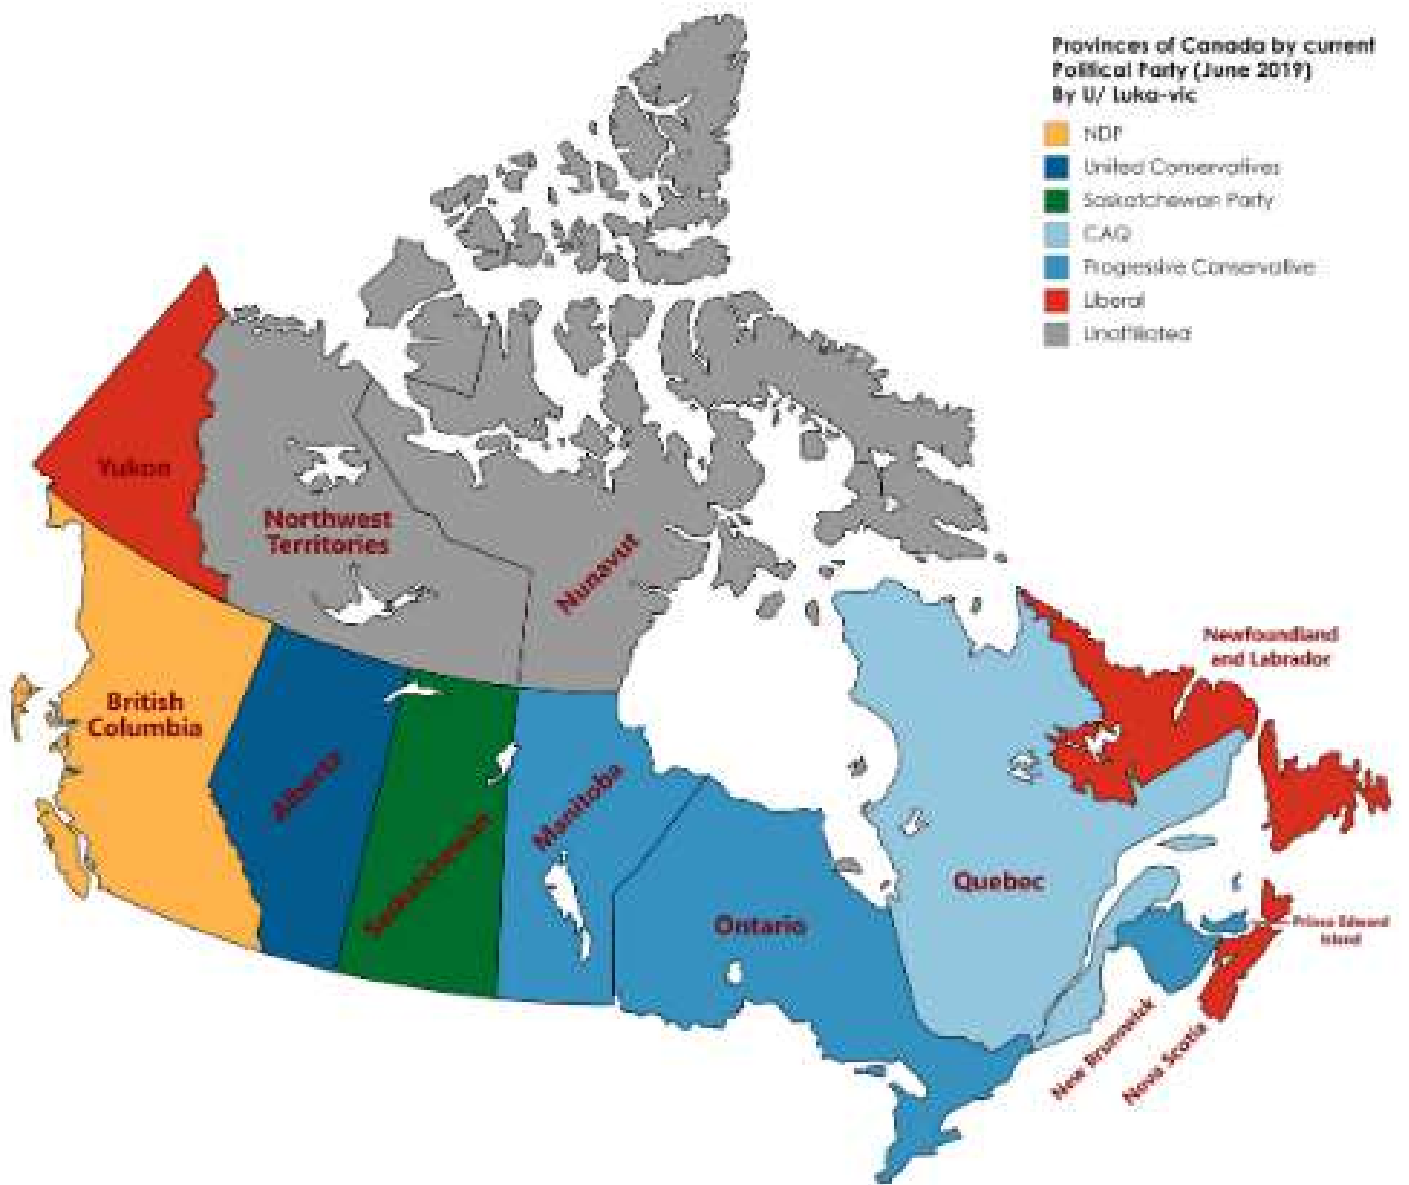 Provinces of Canada by current
Political Party (June 2019)
By U/ Luka-vic
NDP
United Conservatives
Saskatchewan Party
CAQ
Progressive Conservative
Liberal
Unaffiliated
Yukon
Northwest
Territories
Nunavut
British
Columbia
Alberta
Saskatchewan
Manitoba
Ontario
Quebec
Newfoundland
and Labrador
Prince Edward
Island
New Brunswick
Nova Scotia